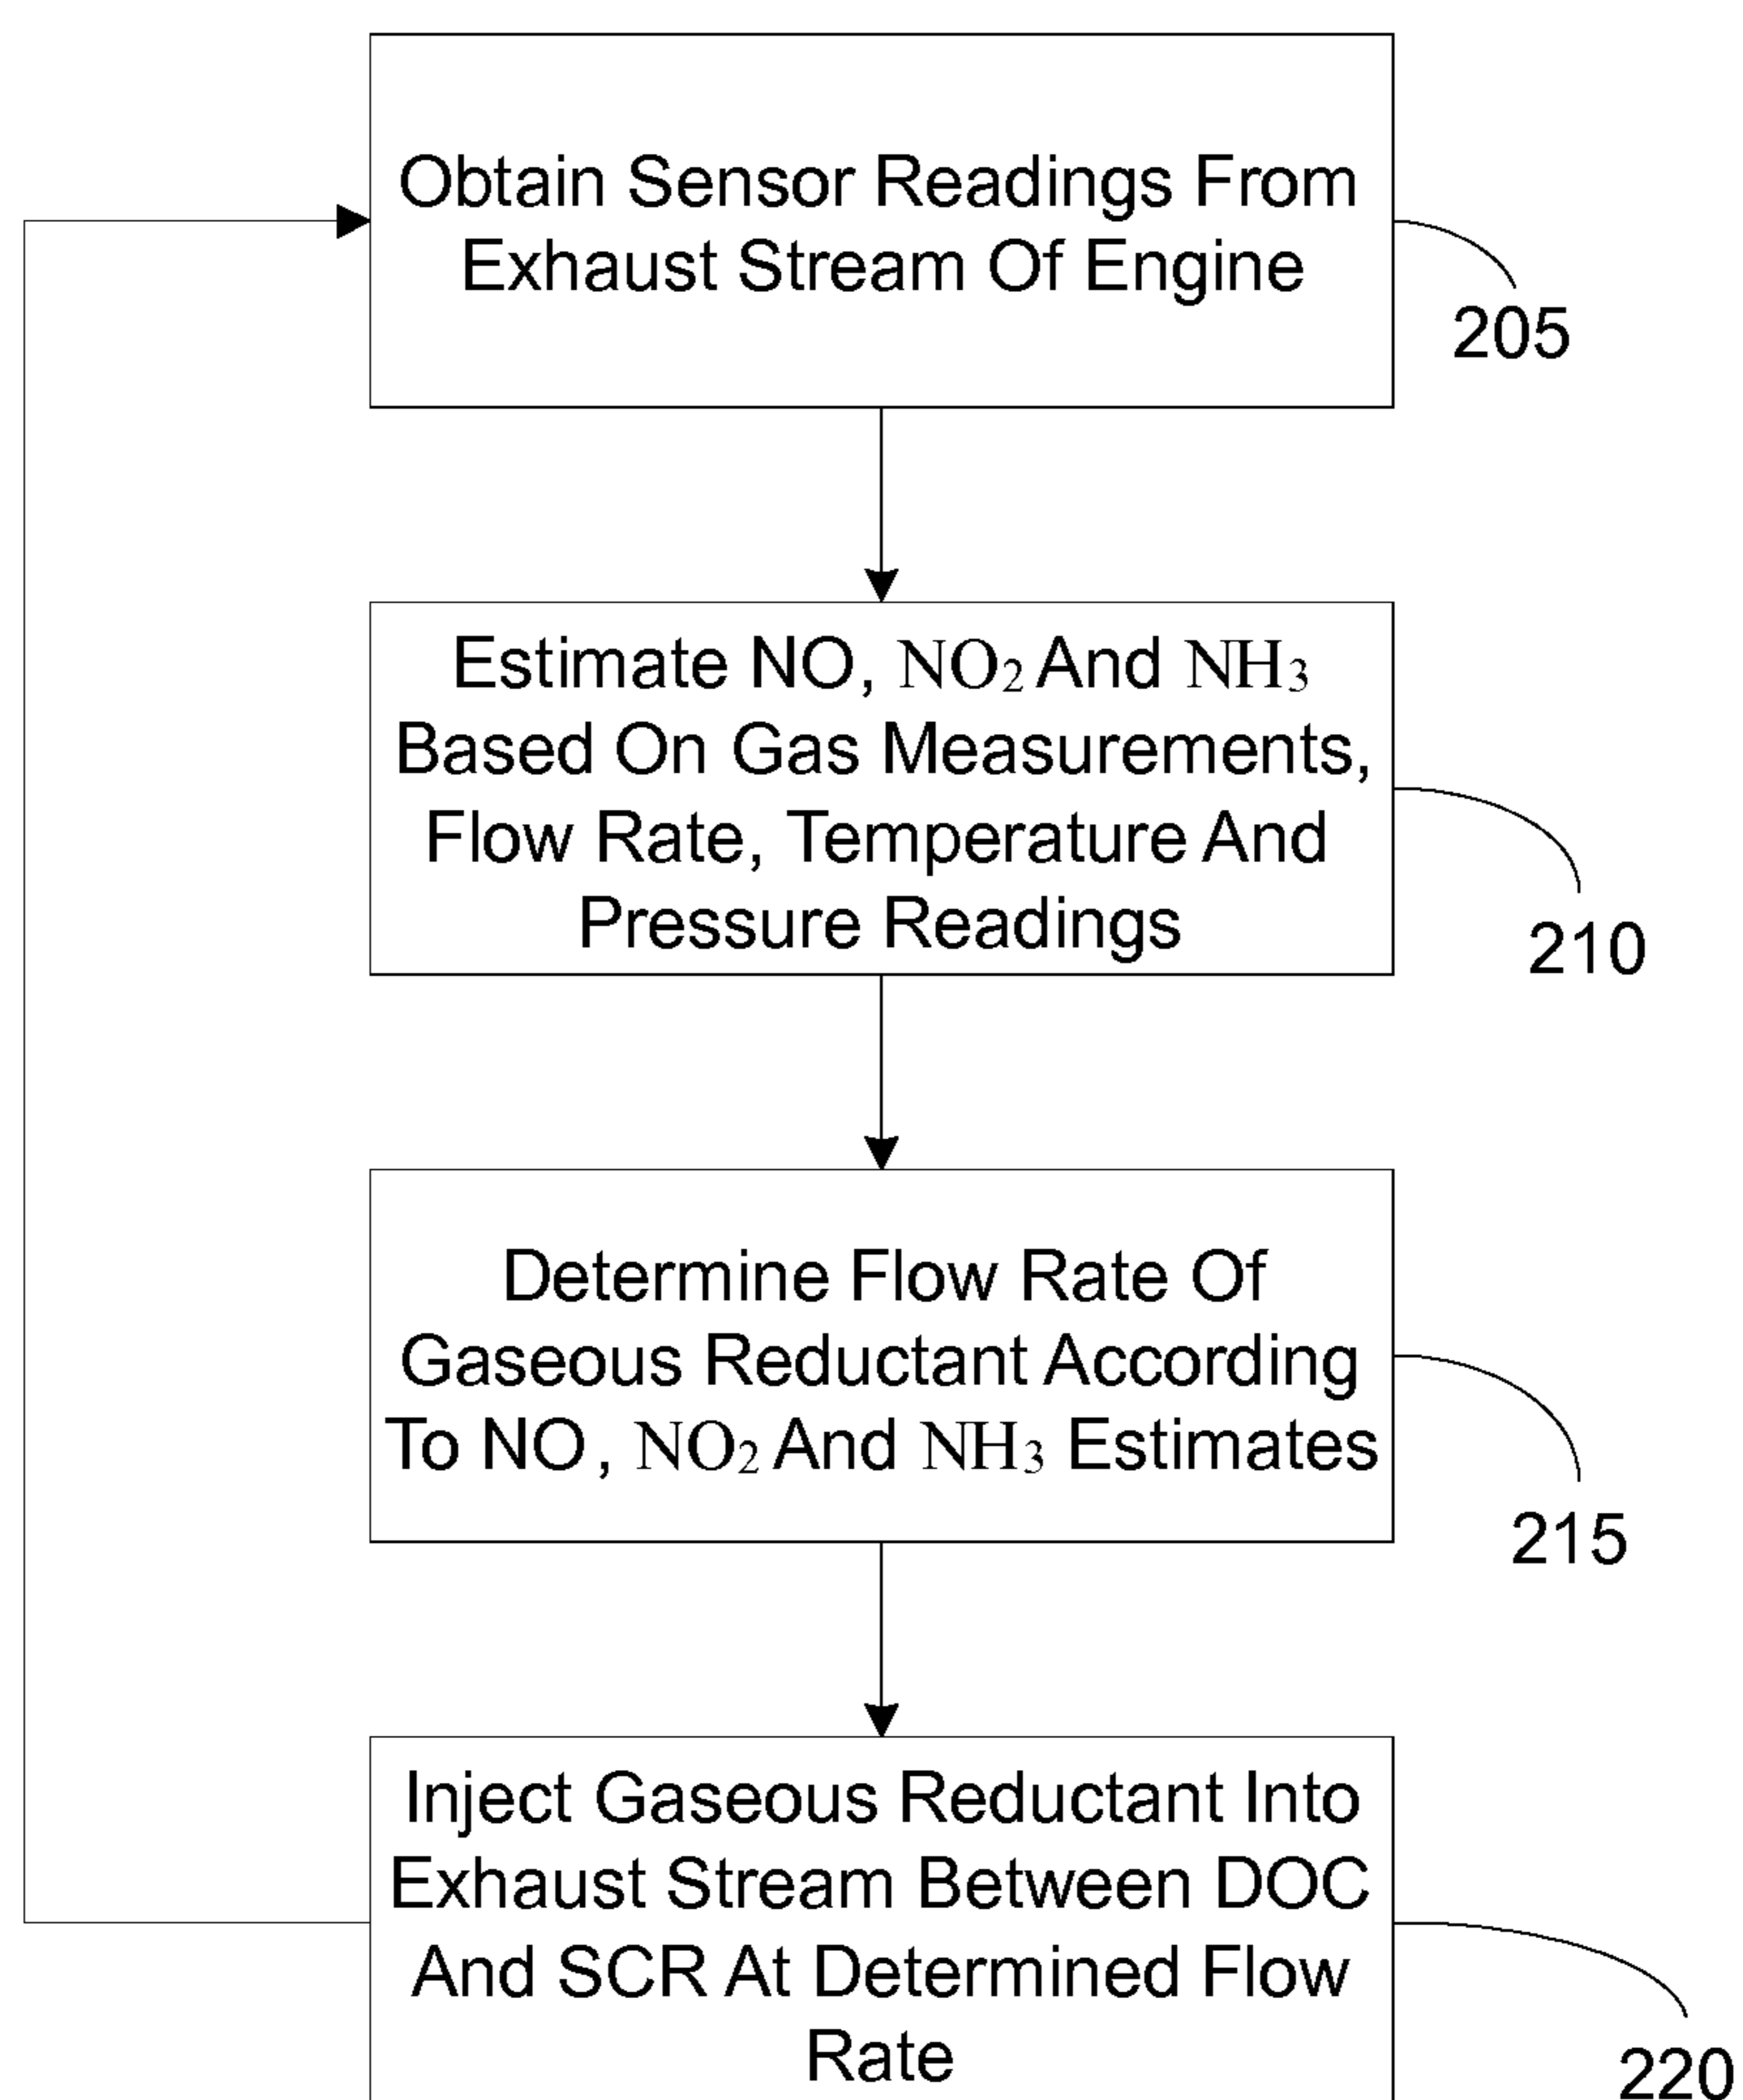 Obtain Sensor Readings From
Exhaust Stream Of Engine
205
Estimate NO, NO₂ And NH₃
Based On Gas Measurements,
Flow Rate, Temperature And
Pressure Readings
210
Determine Flow Rate Of
Gaseous Reductant According
To NO, NO₂ And NH₃ Estimates
215
Inject Gaseous Reductant Into
Exhaust Stream Between DOC
And SCR At Determined Flow
Rate
220